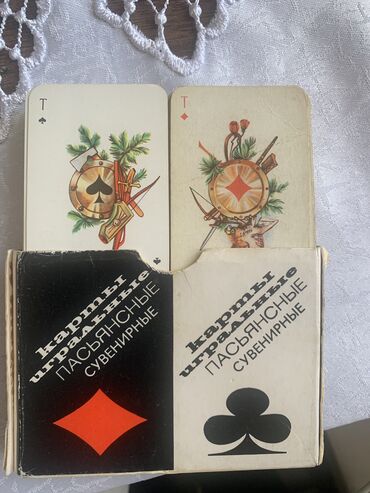 Т
Т
карты
игральные
ПАСЬЯНСНЫЕ
СУВЕНИРНЫЕ
карты
игральные
ПАСЬЯНСНЫЕ
СУВЕНИРНЫЕ